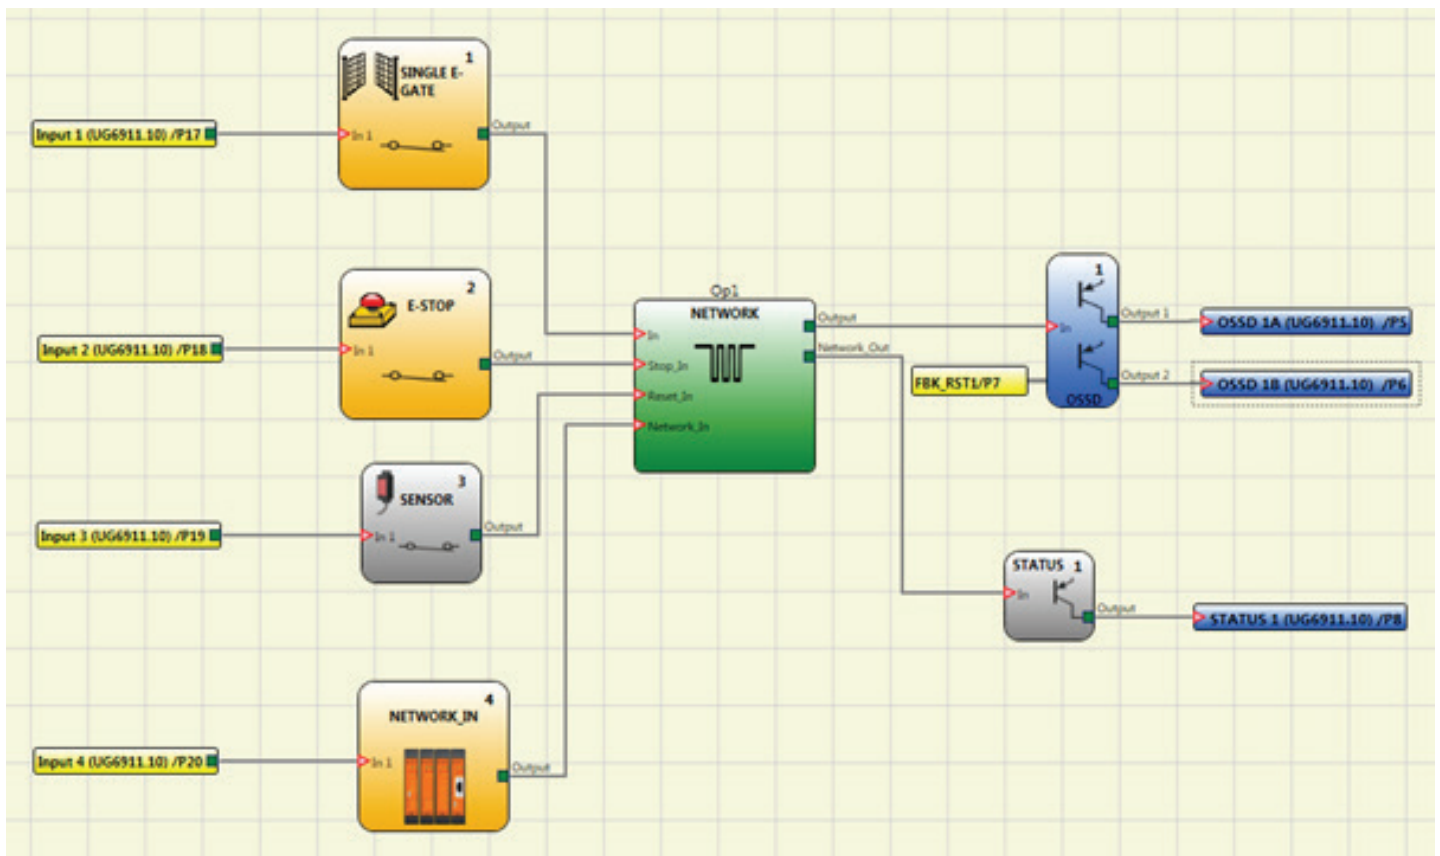 1
SINGLE E-
GATE
Input 1 (UG6911.10) /P17
In 1
Output
2
E-STOP
Input 2 (UG6911.10) /P18
In 1
Output
3
SENSOR
Input 3 (UG6911.10) /P19
In 1
Output
4
NETWORK_IN
Input 4 (UG6911.10) /P20
In 1
Output
Op1
NETWORK
In
Stop_In
Reset_In
Network_In
Output
Network_Out
1
In
Output 1
Output 2
OSSD
FBK_RST1/P7
OSSD 1A (UG6911.10) /P5
OSSD 1B (UG6911.10) /P6
STATUS 1
In
Output
STATUS 1 (UG6911.10) /P8